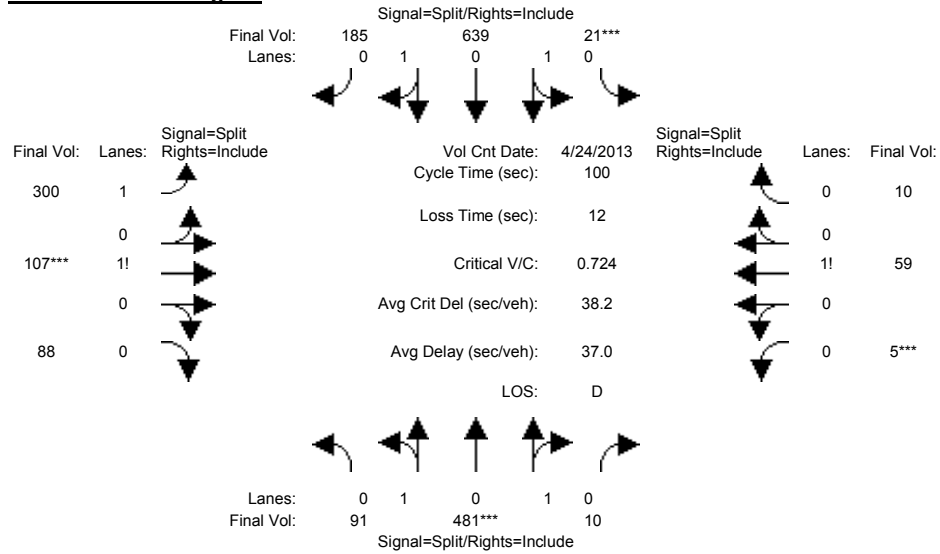 Signal=Split/Rights=Include
Final Vol: 185 639 21***
Lanes: 0 1 0 1 0
Signal=Split
Final Vol: Lanes: Rights=Include
Vol Cnt Date: 4/24/2013
Signal=Split
Rights=Include Lanes: Final Vol:
Cycle Time (sec): 100
300 1
0 10
Loss Time (sec): 12
0
0
107*** 1!
Critical V/C: 0.724
1! 59
0
Avg Crit Del (sec/veh): 38.2
0
88 0
Avg Delay (sec/veh): 37.0
0 5***
LOS: D
Lanes: 0 1 0 1 0
Final Vol: 91 481*** 10
Signal=Split/Rights=Include